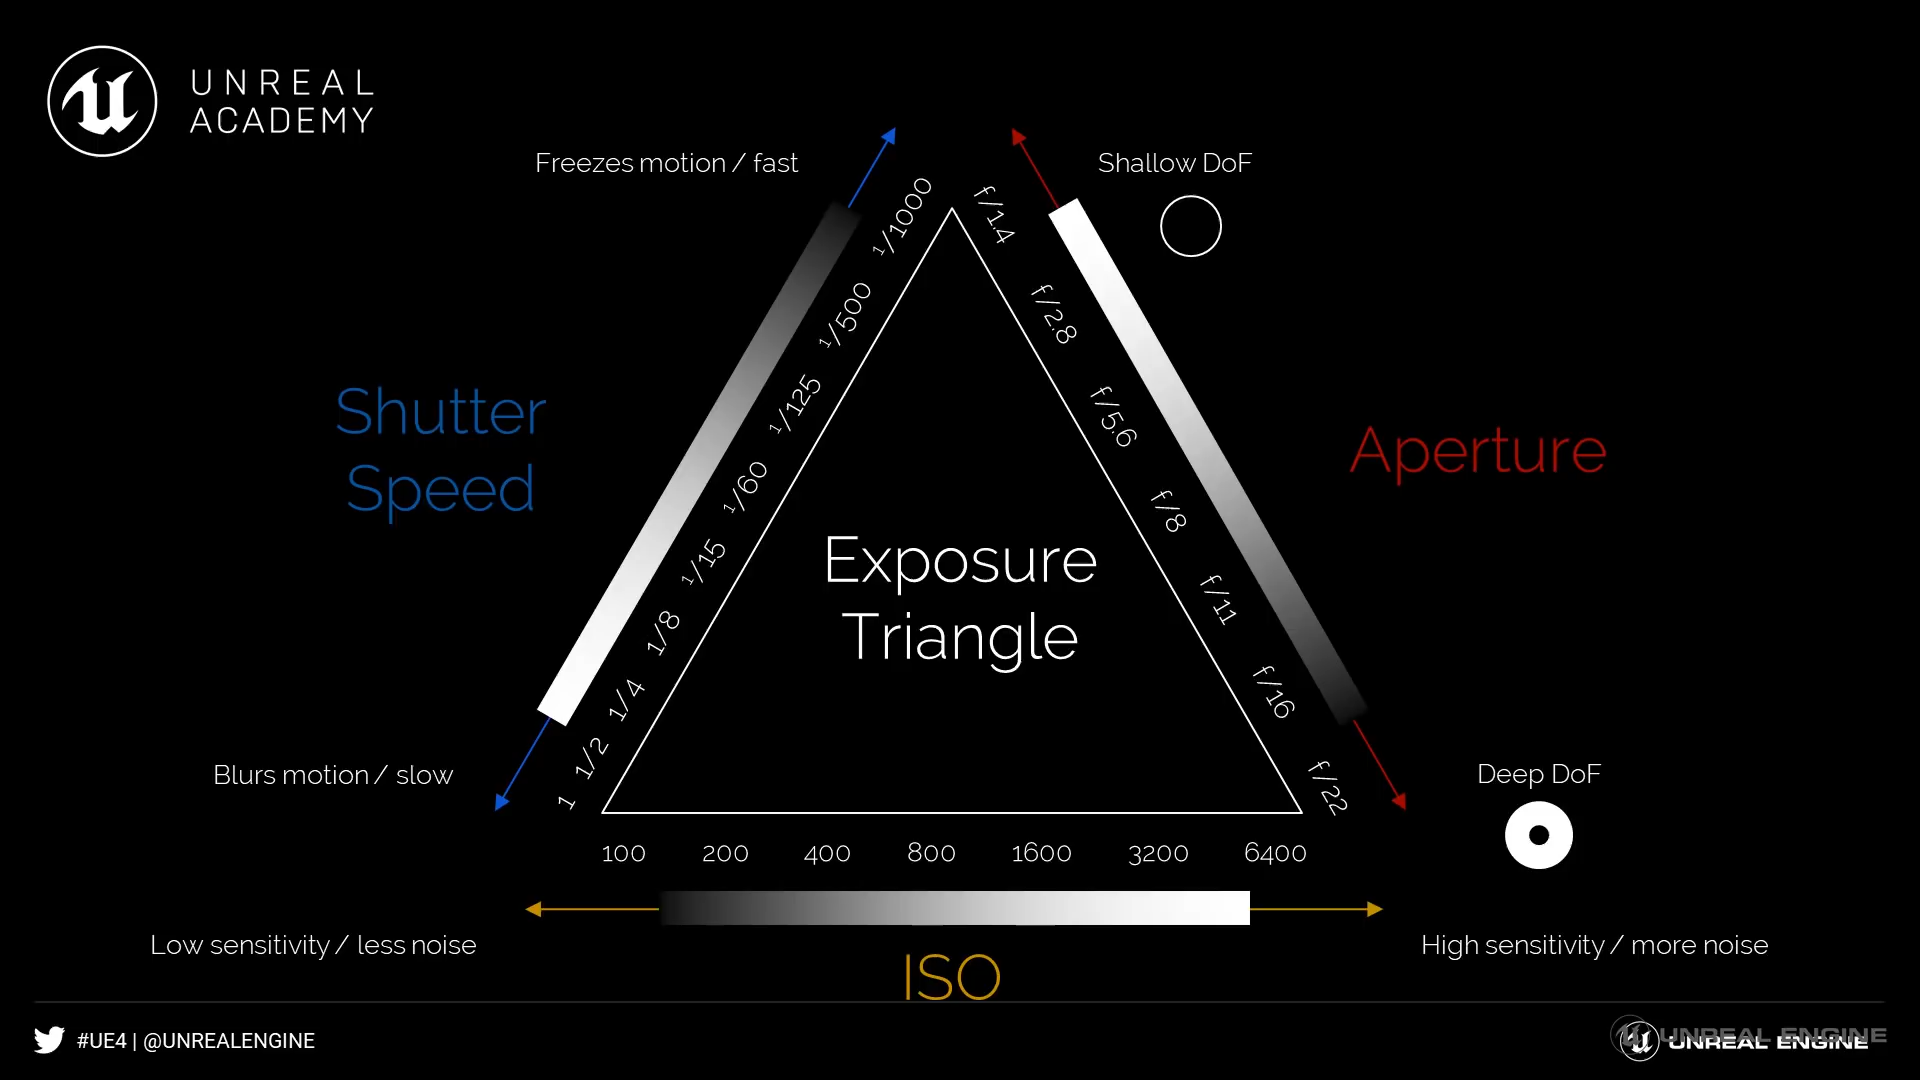 UNREAL
ACADEMY
Freezes motion / fast
Shallow DoF
1/1000
1/500
1/125
1/60
1/15
1/8
1/4
1/2
1
f/1.4
f/2.8
f/5.6
f/8
f/11
f/16
f/22
Shutter
Speed
Aperture
Exposure
Triangle
Blurs motion / slow
Deep DoF
100 200 400 800 1600 3200 6400
Low sensitivity / less noise
High sensitivity / more noise
ISO
#UE4 | @UNREALENGINE
UNREAL ENGINE
UNREAL ENGINE